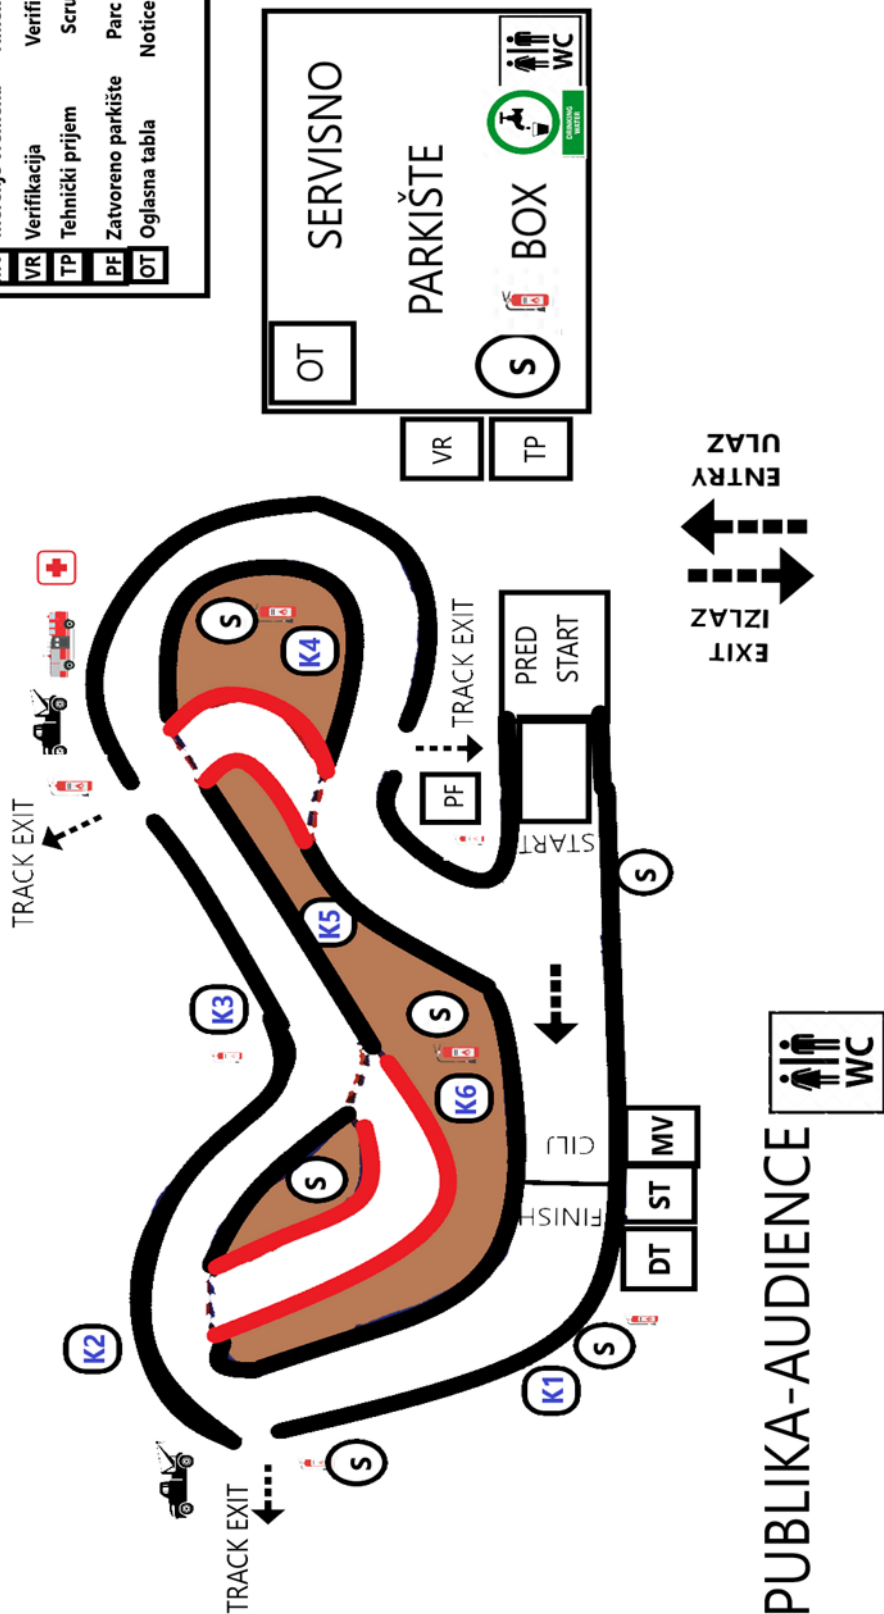 VR Verifikacija Verifi
TP Tehnički prijem Scru
PF Zatvoreno parkište Parc
OT Oglasna tabla Notice
SERVISNO
PARKIŠTE
BOX
WC
DRINKING
WATER
OT
S
VR
TP
ENTRY
ULAZ
EXIT
IZLAZ
TRACK EXIT
K4
S
TRACK EXIT
PRED
START
PF
START
S
K5
K3
S
K6
S
CILJ
FINISH
MV
ST
DT
K2
K1
S
S
TRACK EXIT
PUBLIKA-AUDIENCE
WC